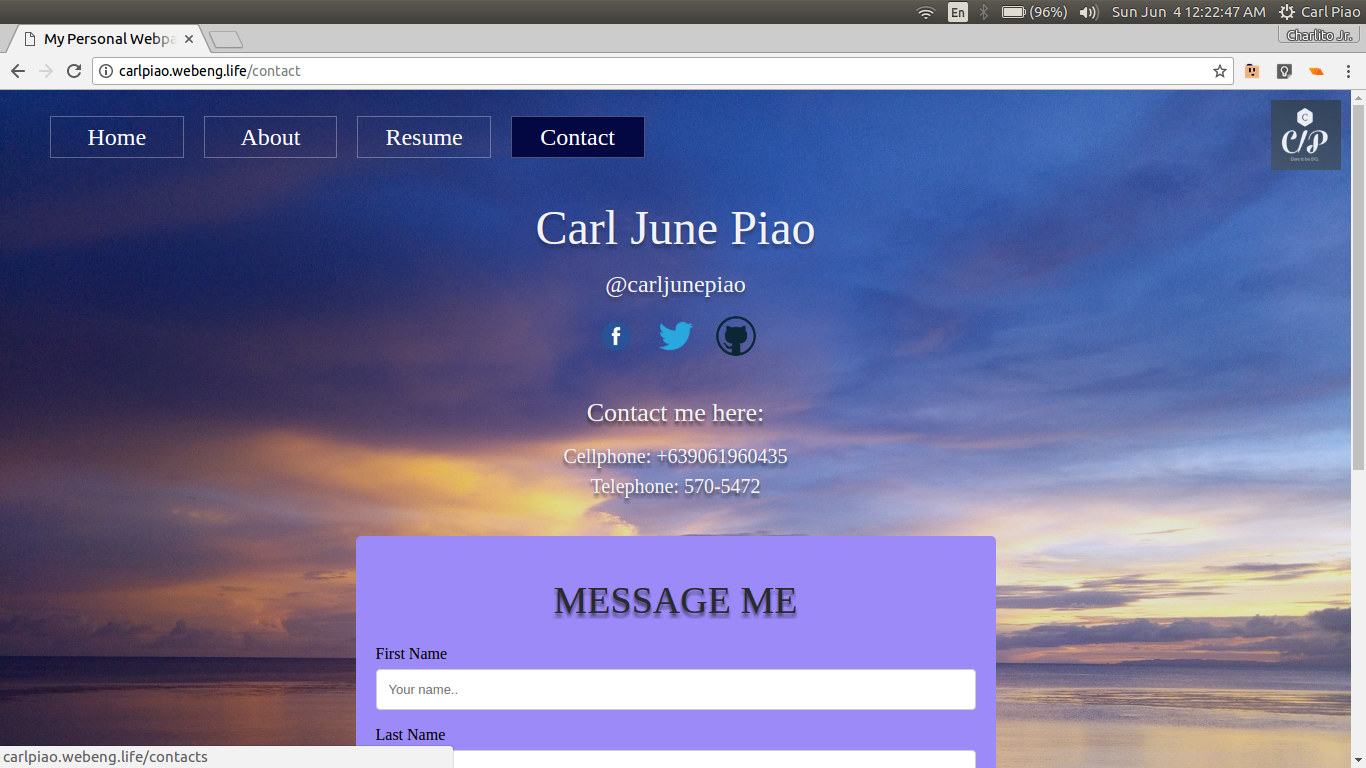 En (96%) Sun Jun 4 12:22:47 AM Carl Piao
My Personal Webpa
Charlito Jr.
carlpiao.webeng.life/contact
Home About Resume Contact
C
C/P
Carl June Piao
@carljunepiao
f
Contact me here:
Cellphone: +639061960435
Telephone: 570-5472
MESSAGE ME
First Name
Your name..
Last Name
carlpiao.webeng.life/contacts